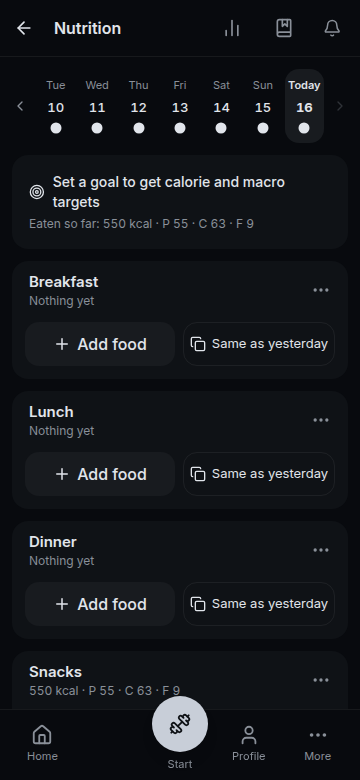 Nutrition
Tue Wed Thu Fri Sat Sun Today
10 11 12 13 14 15 16
Set a goal to get calorie and macro
targets
Eaten so far: 550 kcal · P 55 · C 63 · F 9
Breakfast
Nothing yet
Add food
Same as yesterday
Lunch
Nothing yet
Add food
Same as yesterday
Dinner
Nothing yet
Add food
Same as yesterday
Snacks
550 kcal · P 55 · C 63 · F 9
Home
Start
Profile
More